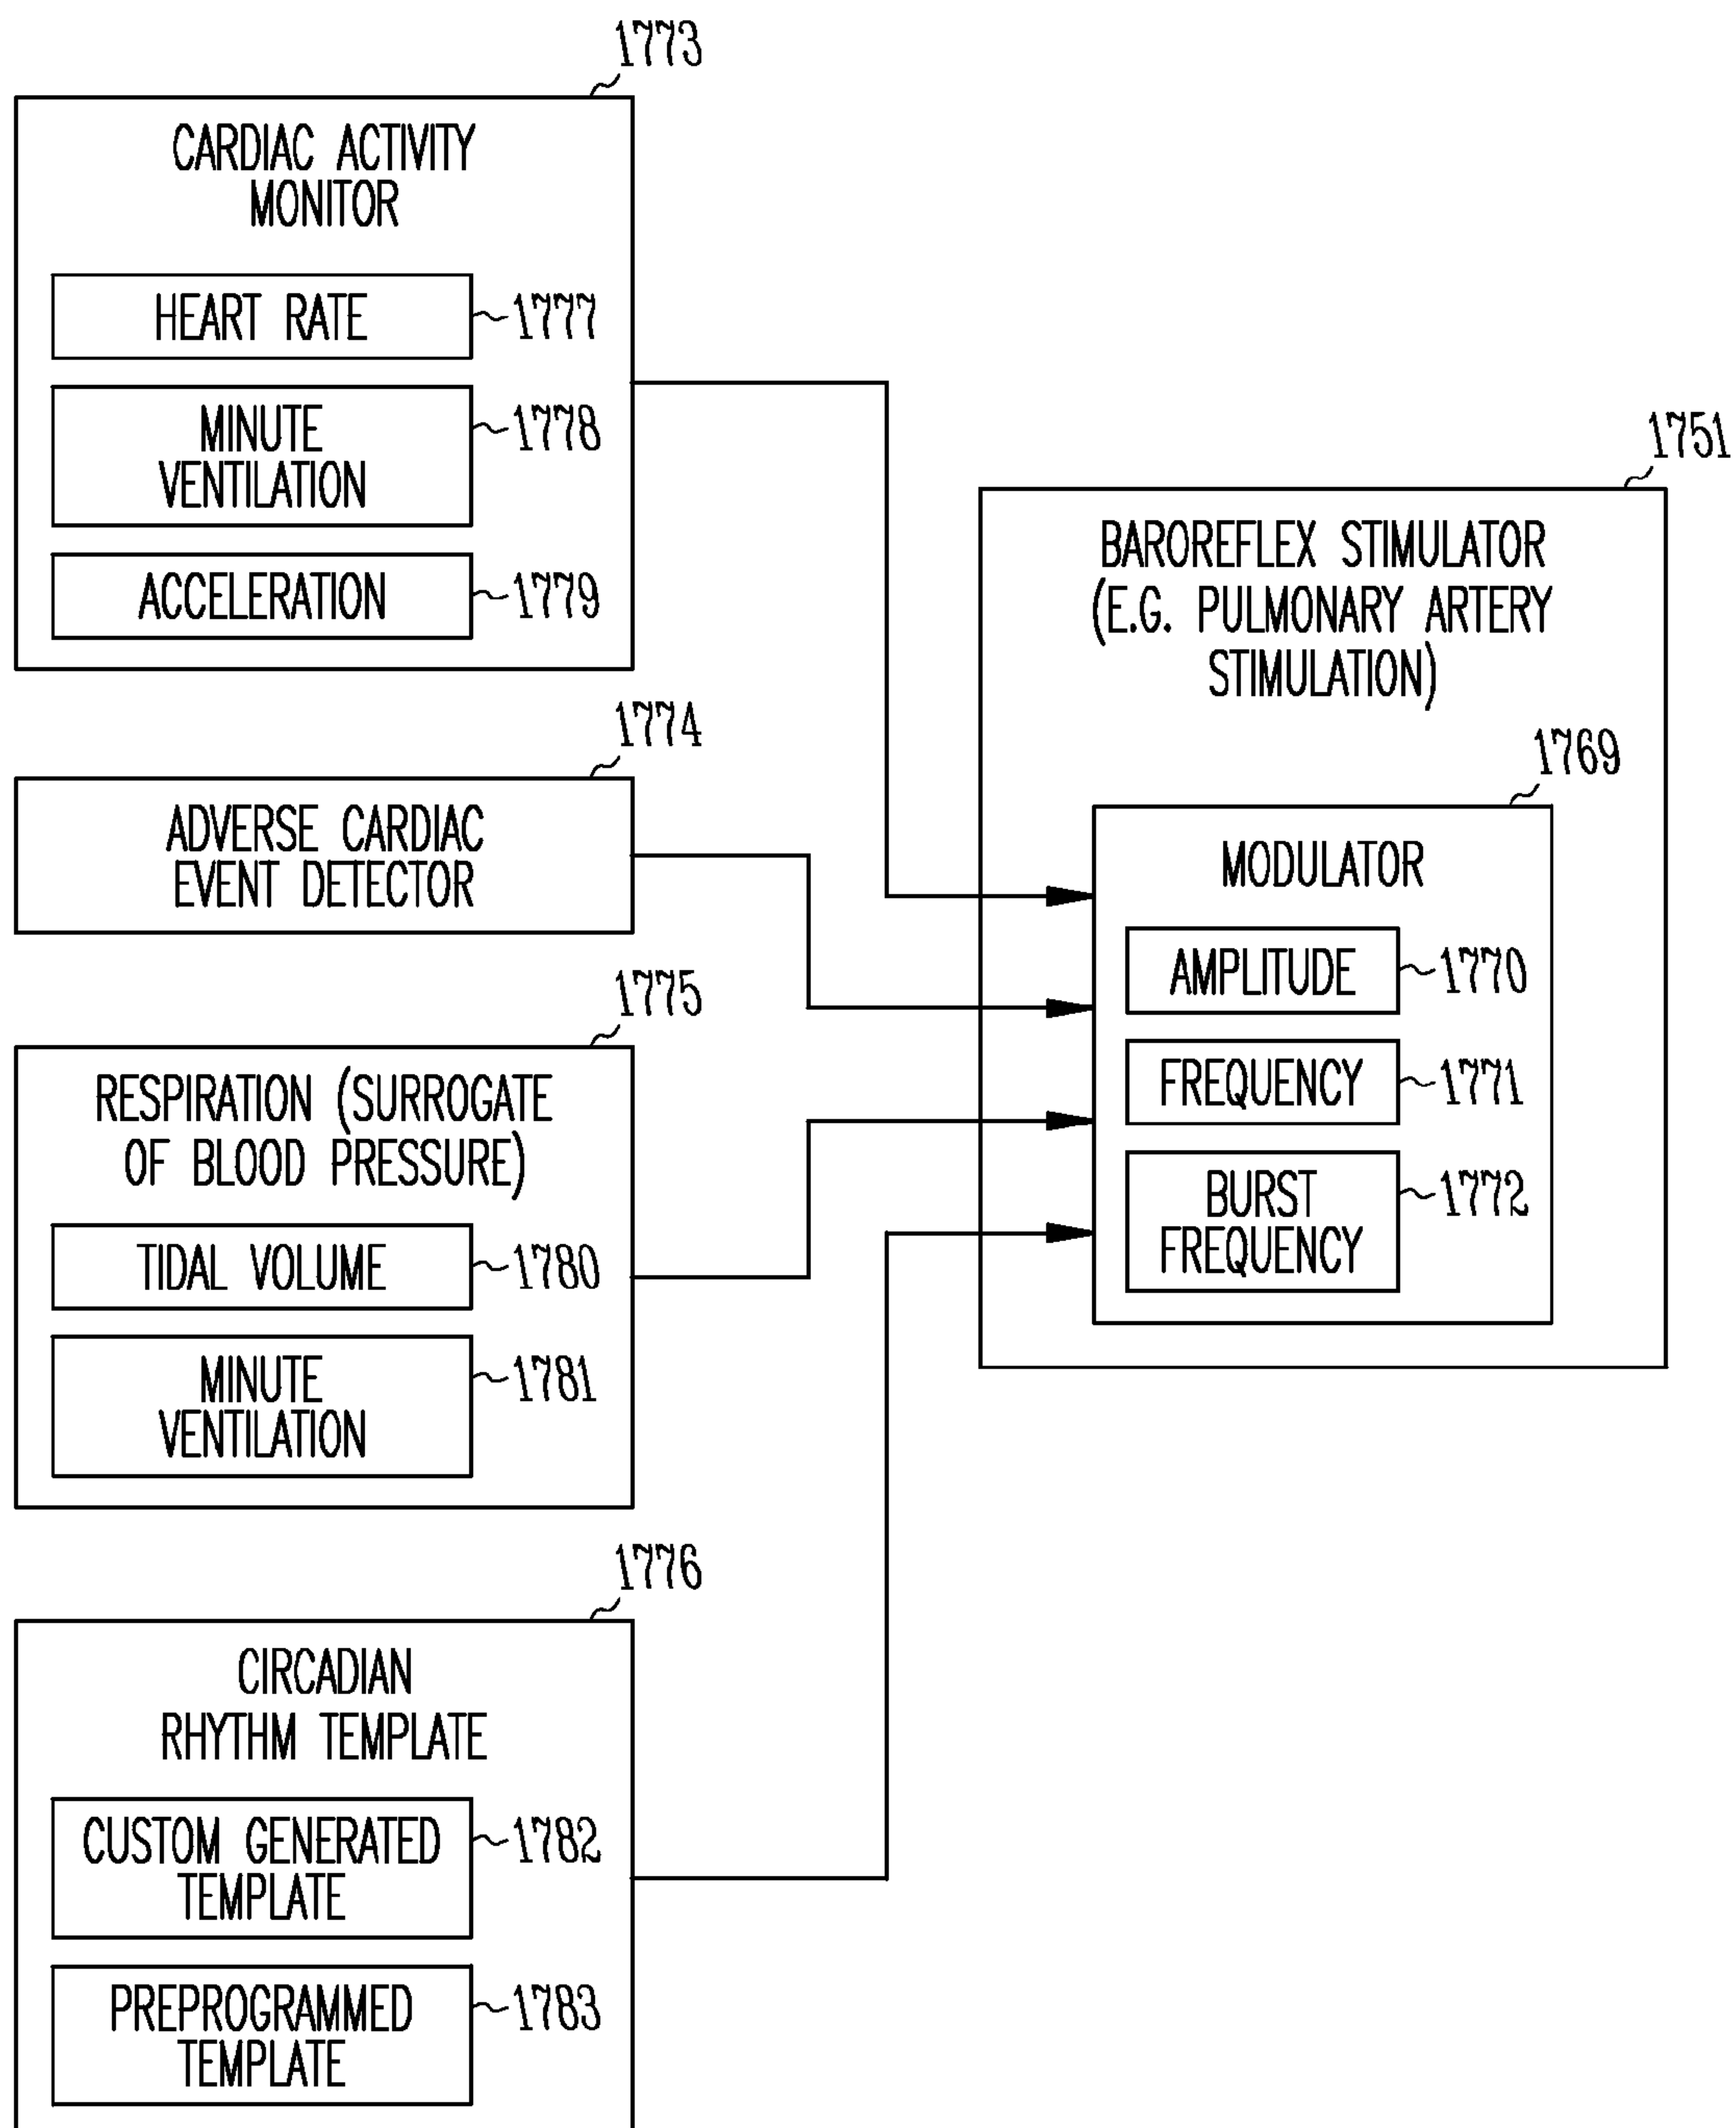 1773
CARDIAC ACTIVITY
MONITOR
HEART RATE
1777
MINUTE
VENTILATION
1778
ACCELERATION
1779
1774
ADVERSE CARDIAC
EVENT DETECTOR
1775
RESPIRATION (SURROGATE
OF BLOOD PRESSURE)
TIDAL VOLUME
1780
MINUTE
VENTILATION
1781
1776
CIRCADIAN
RHYTHM TEMPLATE
CUSTOM GENERATED
TEMPLATE
1782
PREPROGRAMMED
TEMPLATE
1783
1751
BAROREFLEX STIMULATOR
(E.G. PULMONARY ARTERY
STIMULATION)
1769
MODULATOR
AMPLITUDE
1770
FREQUENCY
1771
BURST
FREQUENCY
1772